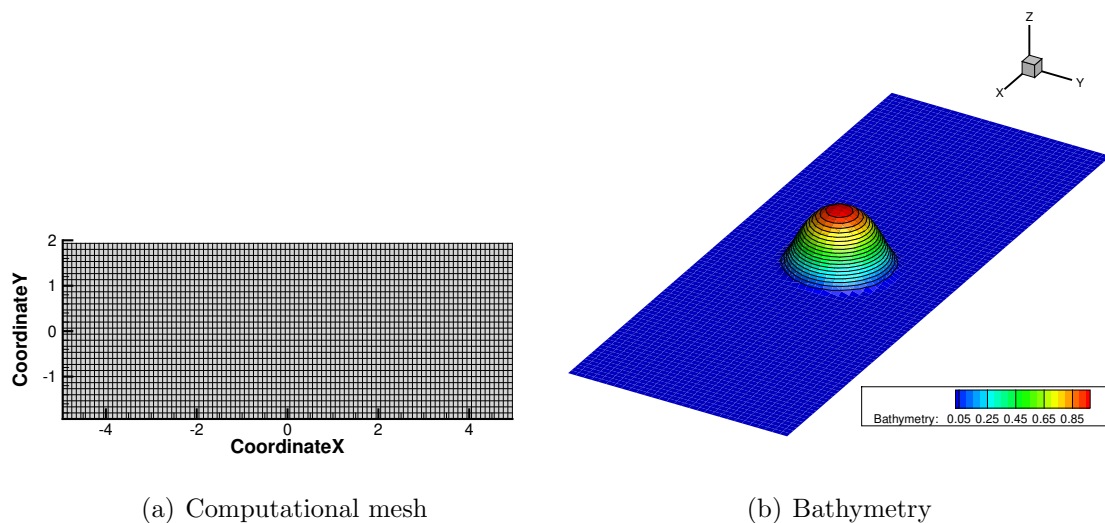 2
1
0
-1
CoordinateY
-4 -2 0 2 4
CoordinateX
(a) Computational mesh
Z
X
Y
Bathymetry: 0.05 0.25 0.45 0.65 0.85
(b) Bathymetry